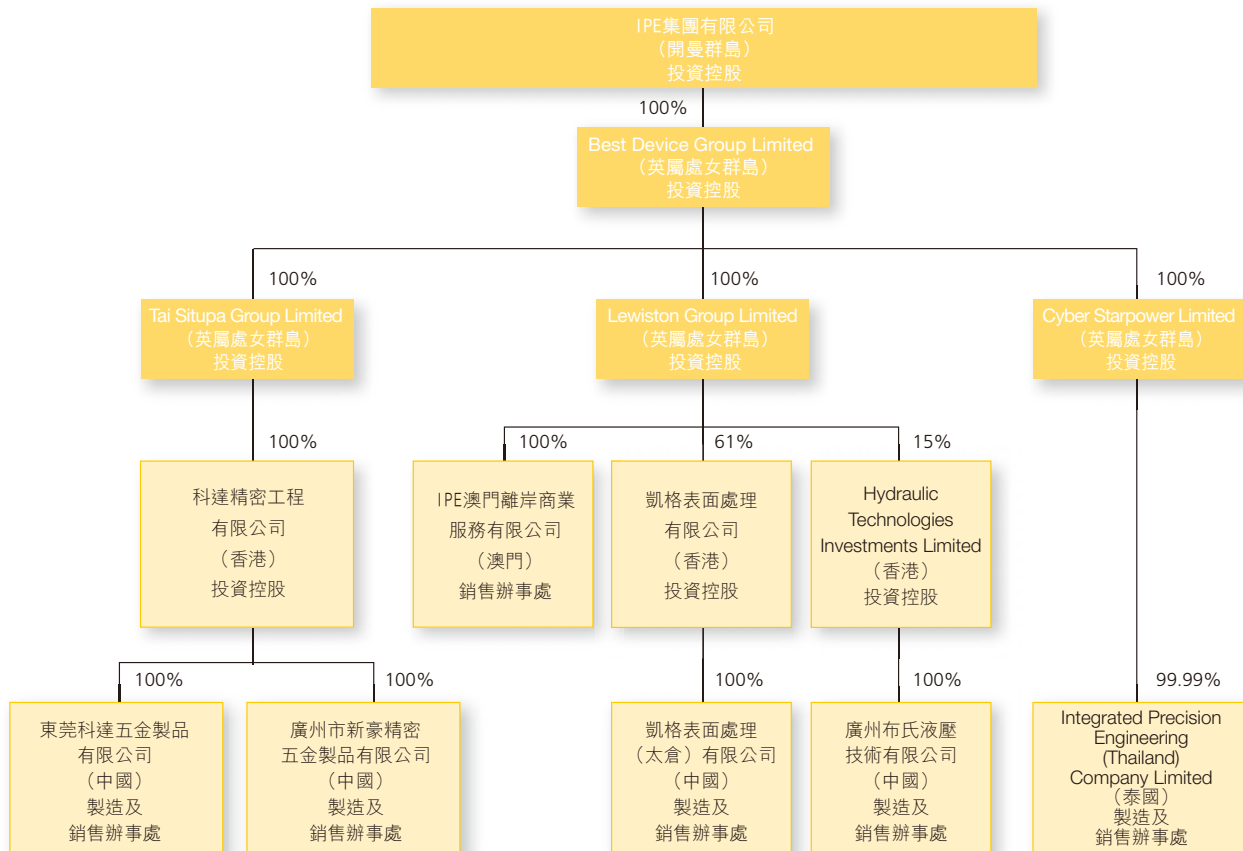 IPE集團有限公司
（開曼群島）
投資控股
100%
Best Device Group Limited
（英屬處女群島）
投資控股
100%
100%
100%
Tai Situpa Group Limited
（英屬處女群島）
投資控股
Lewiston Group Limited
（英屬處女群島）
投資控股
Cyber Starpower Limited
（英屬處女群島）
投資控股
100%
100%
61%
15%
科達精密工程
有限公司
（香港）
投資控股
IPE澳門離岸商業
服務有限公司
（澳門）
銷售辦事處
凱格表面處理
有限公司
（香港）
投資控股
Hydraulic
Technologies
Investments Limited
（香港）
投資控股
100%
100%
100%
100%
99.99%
東莞科達五金製品
有限公司
（中國）
製造及
銷售辦事處
廣州市新豪精密
五金製品有限公司
（中國）
製造及
銷售辦事處
凱格表面處理
（太倉）有限公司
（中國）
製造及
銷售辦事處
廣州布氏液壓
技術有限公司
（中國）
製造及
銷售辦事處
Integrated Precision
Engineering
(Thailand)
Company Limited
（泰國）
製造及
銷售辦事處